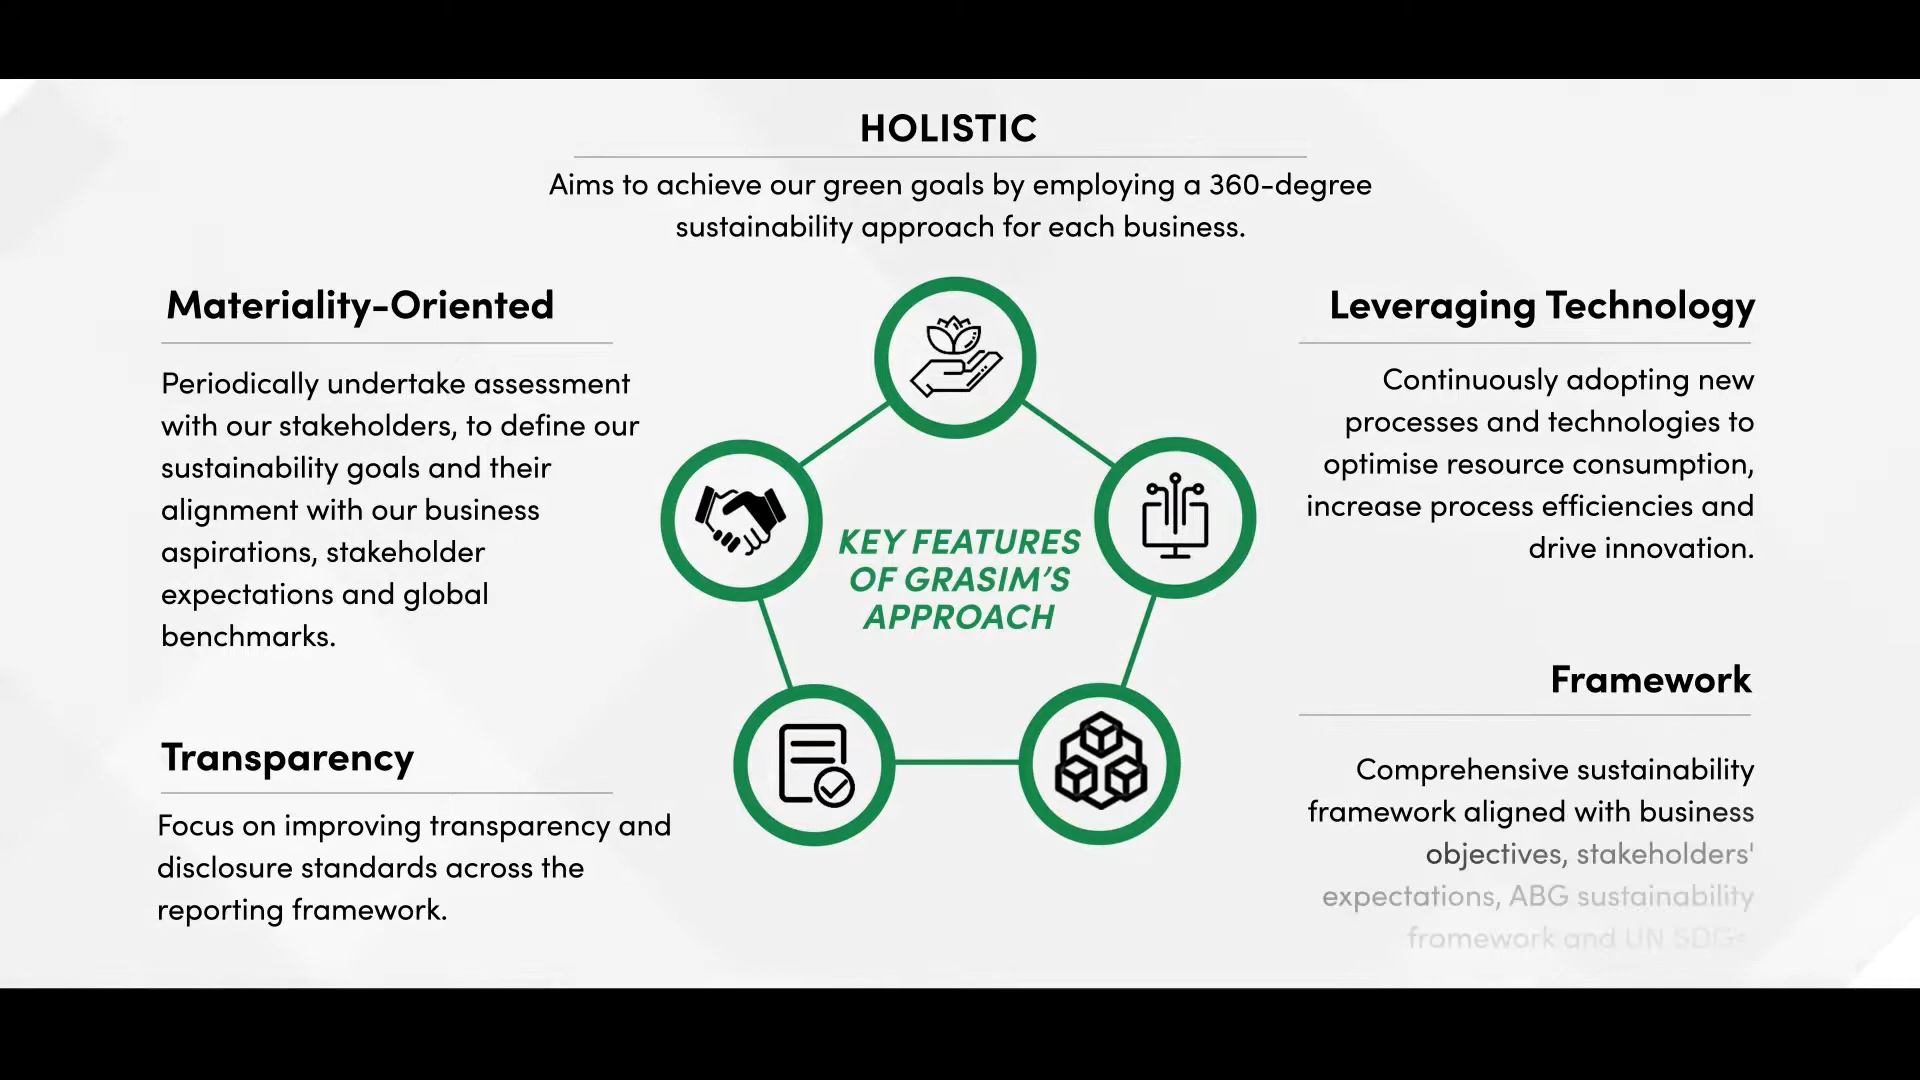 HOLISTIC
Aims to achieve our green goals by employing a 360-degree
sustainability approach for each business.
Materiality-Oriented
Periodically undertake assessment
with our stakeholders, to define our
sustainability goals and their
alignment with our business
aspirations, stakeholder
expectations and global
benchmarks.
Transparency
Focus on improving transparency and
disclosure standards across the
reporting framework.
KEY FEATURES
OF GRASIM'S
APPROACH
Leveraging Technology
Continuously adopting new
processes and technologies to
optimise resource consumption,
increase process efficiencies and
drive innovation.
Framework
Comprehensive sustainability
framework aligned with business
objectives, stakeholders'
expectations, ABG sustainability
fromework and UN